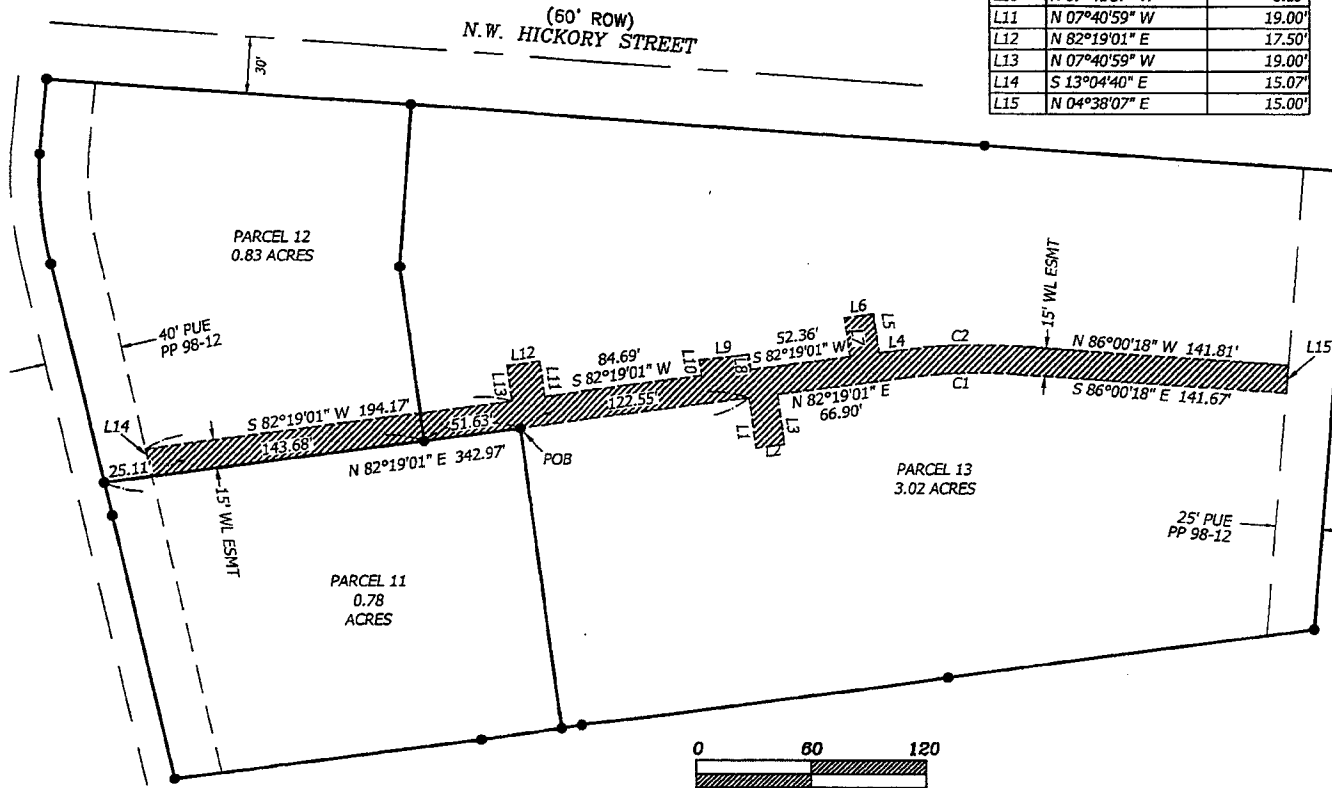 (60' ROW)
N.W. HICKORY STREET
30'
L11 N 07°40'59" W 19.00'
L12 N 82°19'01" E 17.50'
L13 N 07°40'59" W 19.00'
L14 S 13°04'40" E 15.07'
L15 N 04°38'07" E 15.00'
PARCEL 12
0.83 ACRES
40' PUE
PP 98-12
L14
25.11'
S 82°19'01" W 194.17'
143.68'
N 82°19'01" E 342.97'
15' WL ESMT
51.63'
POB
L12
L13
L11
84.69'
S 82°19'01" W
122.55'
L10
L9
L8
52.36'
S 82°19'01" W
L6
L7
L5
L4
C2
C1
15' WL ESMT
N 86°00'18" W 141.81'
S 86°00'18" E 141.67'
L15
N 82°19'01" E
66.90'
L1
L2
L3
PARCEL 13
3.02 ACRES
25' PUE
PP 98-12
PARCEL 11
0.78
ACRES
0 60 120